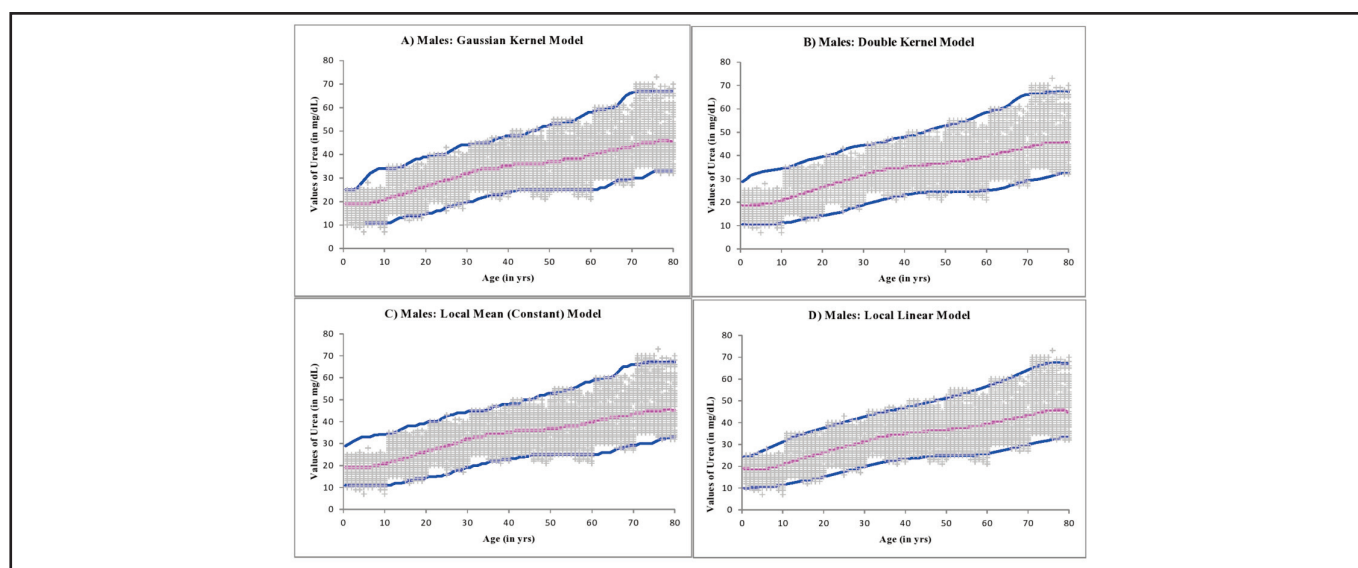 A) Males: Gaussian Kernel Model
Values of Urea (in mg/dL)
80
70
60
50
40
30
20
10
0
0 10 20 30 40 50 60 70 80
Age (in yrs)
B) Males: Double Kernel Model
Values of Urea (in mg/dL)
80
70
60
50
40
30
20
10
0
0 10 20 30 40 50 60 70 80
Age (in yrs)
C) Males: Local Mean (Constant) Model
Values of Urea (in mg/dL)
80
70
60
50
40
30
20
10
0
0 10 20 30 40 50 60 70 80
Age (in yrs)
D) Males: Local Linear Model
Values of Urea (in mg/dL)
80
70
60
50
40
30
20
10
0
0 10 20 30 40 50 60 70 80
Age (in yrs)